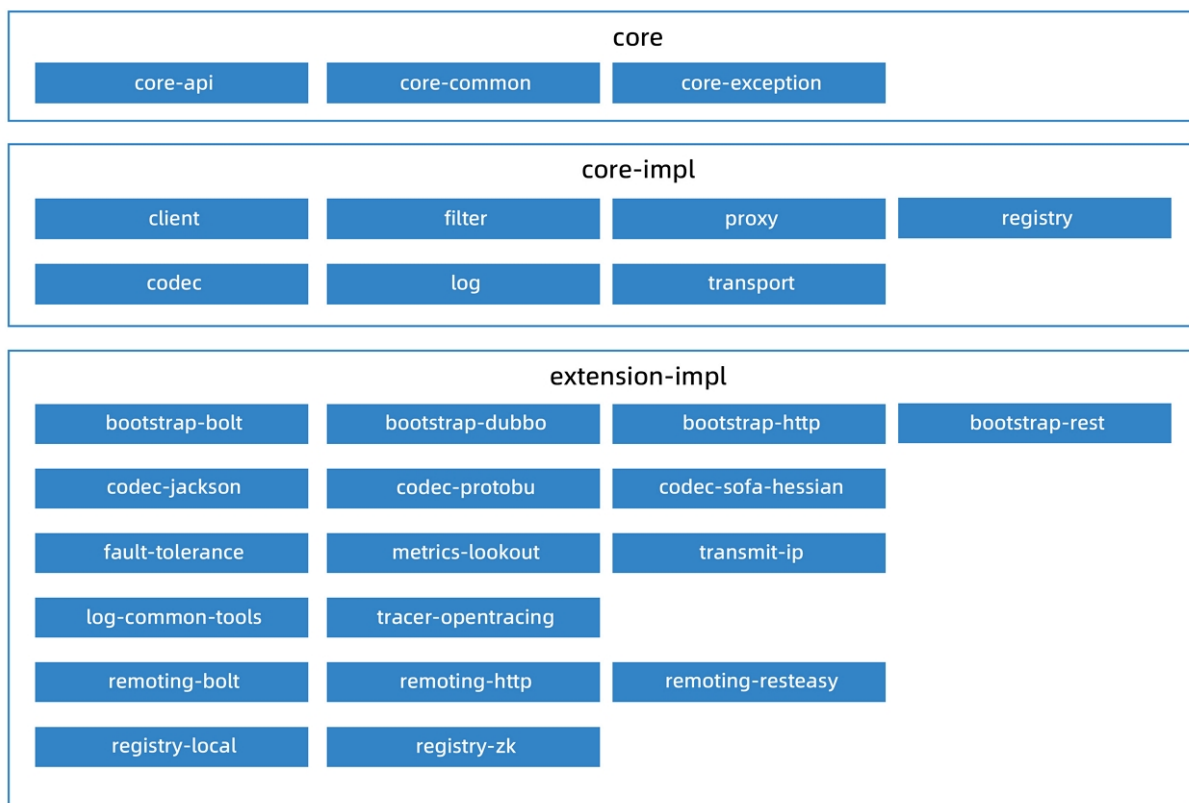 core
core-api core-common core-exception
core-impl
client filter proxy registry
codec log transport
extension-impl
bootstrap-bolt bootstrap-dubbo bootstrap-http bootstrap-rest
codec-jackson codec-protobu codec-sofa-hessian
fault-tolerance metrics-lookout transmit-ip
log-common-tools tracer-opentracing
remoting-bolt remoting-http remoting-resteasy
registry-local registry-zk